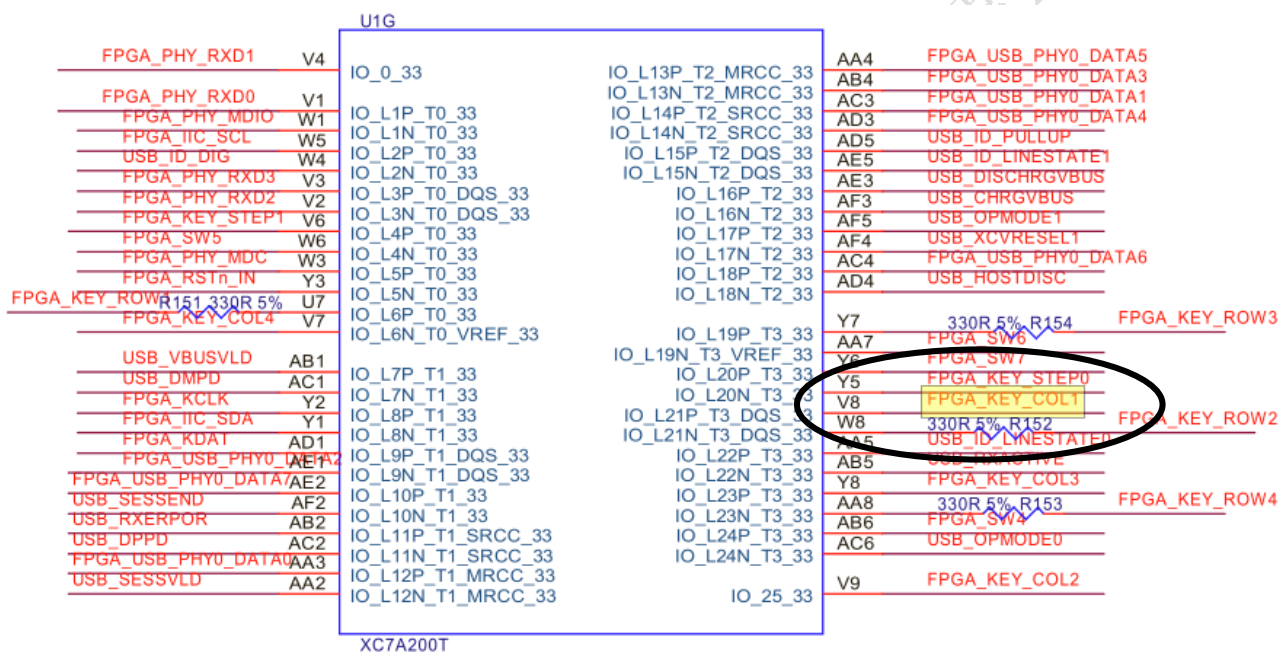 U1G
FPGA_PHY_RXD1 V4 IO_0_33
FPGA_PHY_RXD0 V1 IO_L1P_T0_33
FPGA_PHY_MDIO W1 IO_L1N_T0_33
FPGA_IIC_SCL W5 IO_L2P_T0_33
USB_ID_DIG W4 IO_L2N_T0_33
FPGA_PHY_RXD3 V3 IO_L3P_T0_DQS_33
FPGA_PHY_RXD2 V2 IO_L3N_T0_DQS_33
FPGA_KEY_STEP1 V6 IO_L4P_T0_33
FPGA_SW5 W6 IO_L4N_T0_33
FPGA_PHY_MDC W3 IO_L5P_T0_33
FPGA_RSTn_IN Y3 IO_L5N_T0_33
R151 330R 5% U7 IO_L6P_T0_33
FPGA_KEY_COL4 V7 IO_L6N_T0_VREF_33
USB_VBUSVLD AB1 IO_L7P_T1_33
USB_DMPD AC1 IO_L7N_T1_33
FPGA_KCLK Y2 IO_L8P_T1_33
FPGA_IIC_SDA Y1 IO_L8N_T1_33
FPGA_KDAT AD1 IO_L9P_T1_DQS_33
FPGA_USB_PHY0_DATA2 AE1 IO_L9N_T1_DQS_33
FPGA_USB_PHY0_DATA7 AE2 IO_L10P_T1_33
USB_SESSEND AF2 IO_L10N_T1_33
USB_RXERPOR AB2 IO_L11P_T1_SRCC_33
USB_DPPD AC2 IO_L11N_T1_SRCC_33
FPGA_USB_PHY0_DATA0 AA3 IO_L12P_T1_MRCC_33
USB_SESSVLD AA2 IO_L12N_T1_MRCC_33
IO_L13P_T2_MRCC_33 AA4 FPGA_USB_PHY0_DATA5
IO_L13N_T2_MRCC_33 AB4 FPGA_USB_PHY0_DATA3
IO_L14P_T2_SRCC_33 AC3 FPGA_USB_PHY0_DATA1
IO_L14N_T2_SRCC_33 AD3 FPGA_USB_PHY0_DATA4
IO_L15P_T2_DQS_33 AD5 USB_ID_PULLUP
IO_L15N_T2_DQS_33 AE5 USB_ID_LINESTATE1
IO_L16P_T2_33 AE3 USB_DISCHRGVBUS
IO_L16N_T2_33 AF3 USB_CHRGVBUS
IO_L17P_T2_33 AF5 USB_OPMODE1
IO_L17N_T2_33 AF4 USB_XCVRESEL1
IO_L18P_T2_33 AC4 FPGA_USB_PHY0_DATA6
IO_L18N_T2_33 AD4 USB_HOSTDISC
IO_L19P_T3_33 Y7 330R 5% R154 FPGA_KEY_ROW3
IO_L19N_T3_VREF_33 AA7 FPGA_SW6
IO_L20P_T3_33 Y6 FPGA_SW7
IO_L20N_T3_33 Y5 FPGA_KEY_STEP0
IO_L21P_T3_DQS_33 V8 FPGA_KEY_COL1
IO_L21N_T3_DQS_33 W8 330R 5% R152 FPGA_KEY_ROW2
IO_L22P_T3_33 AA5 USB_ID_LINESTATE0
IO_L22N_T3_33 AB5 USB_RXACTIVE
IO_L23P_T3_33 Y8 FPGA_KEY_COL3
IO_L23N_T3_33 AA8 330R 5% R153 FPGA_KEY_ROW4
IO_L24P_T3_33 AB6 FPGA_SW4
IO_L24N_T3_33 AC6 USB_OPMODE0
IO_25_33 V9 FPGA_KEY_COL2
XC7A200T